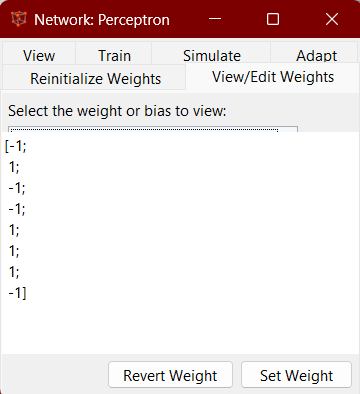 Network: Perceptron
View Train Simulate Adapt
Reinitialize Weights View/Edit Weights
Select the weight or bias to view:
[-1;
1;
-1;
-1;
1;
1;
1;
-1]
Revert Weight Set Weight